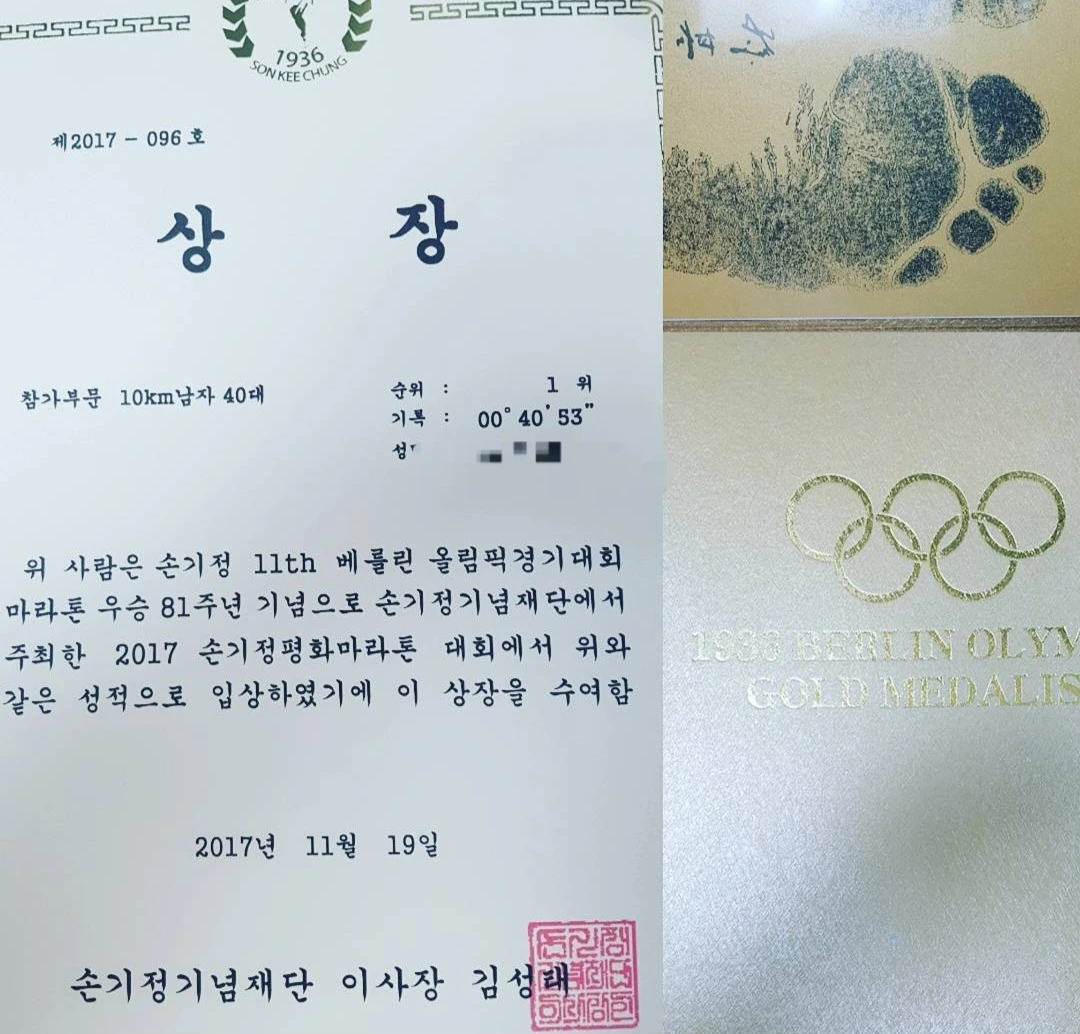 1936
SON KEE CHUNG
제2017 - 096 호
상 장
참가부문 10km남자 40대
순위 : 1 위
기록 : 00° 40' 53"
위 사람은 손기정 11th 베를린 올림픽경기대회
마라톤 우승 81주년 기념으로 손기정기념재단에서
주최한 2017 손기정평화마라톤 대회에서 위와
같은 성적으로 입상하였기에 이 상장을 수여함
2017년 11월 19일
손기정기념재단 이사장 김성태
1936 BERLIN OLYM
GOLD MEDALIS